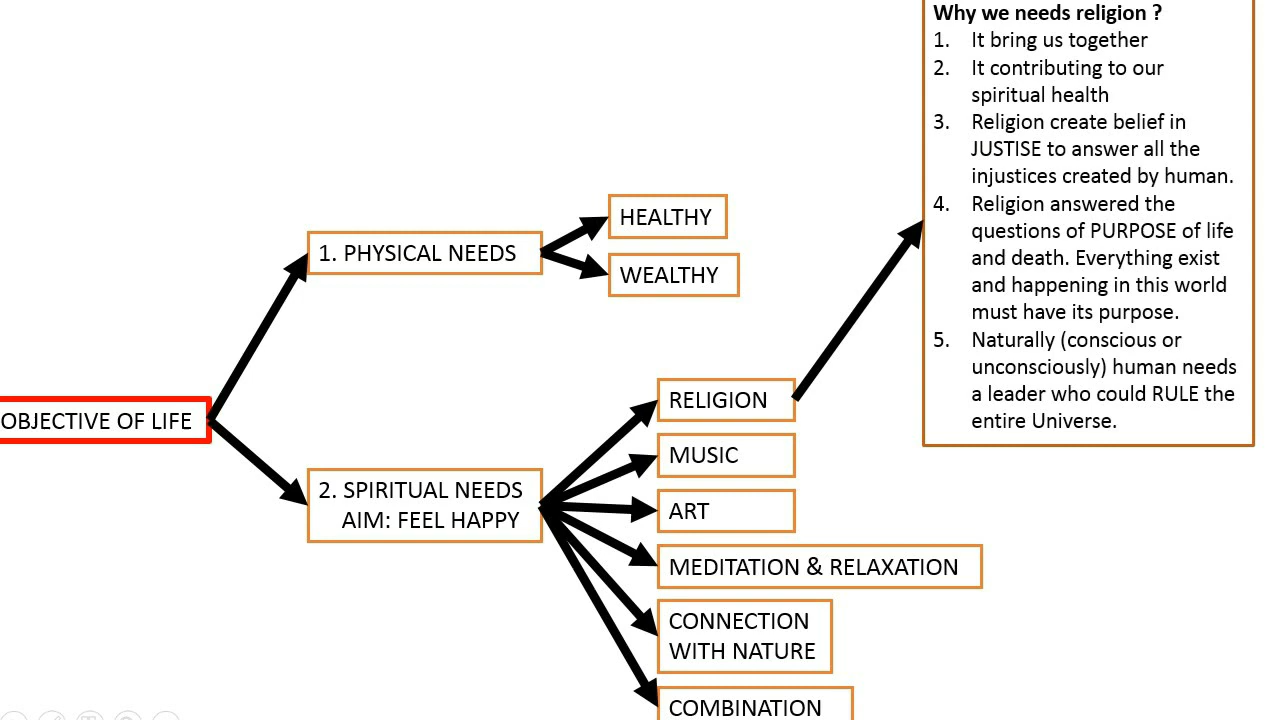 Why we needs religion ?
1. It bring us together
2. It contributing to our
spiritual health
3. Religion create belief in
JUSTISE to answer all the
injustices created by human.
4. Religion answered the
questions of PURPOSE of life
and death. Everything exist
and happening in this world
must have its purpose.
5. Naturally (conscious or
unconsciously) human needs
a leader who could RULE the
entire Universe.
HEALTHY
1. PHYSICAL NEEDS
WEALTHY
OBJECTIVE OF LIFE
RELIGION
MUSIC
2. SPIRITUAL NEEDS
AIM: FEEL HAPPY
ART
MEDITATION & RELAXATION
CONNECTION
WITH NATURE
COMBINATION